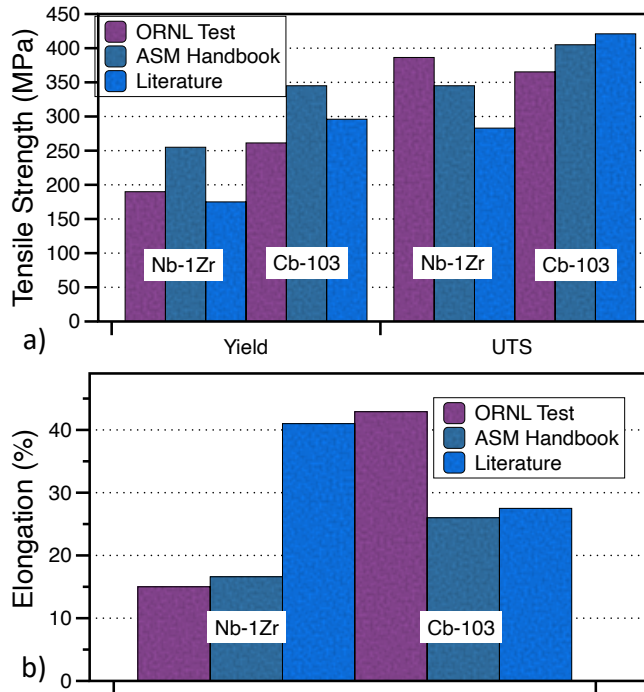 450
400
350
300
250
200
150
100
50
0
Tensile Strength (MPa)
ORNL Test
ASM Handbook
Literature
Nb-1Zr
Cb-103
Nb-1Zr
Cb-103
Yield
UTS
a)
40
30
20
10
0
Elongation (%)
ORNL Test
ASM Handbook
Literature
Nb-1Zr
Cb-103
b)